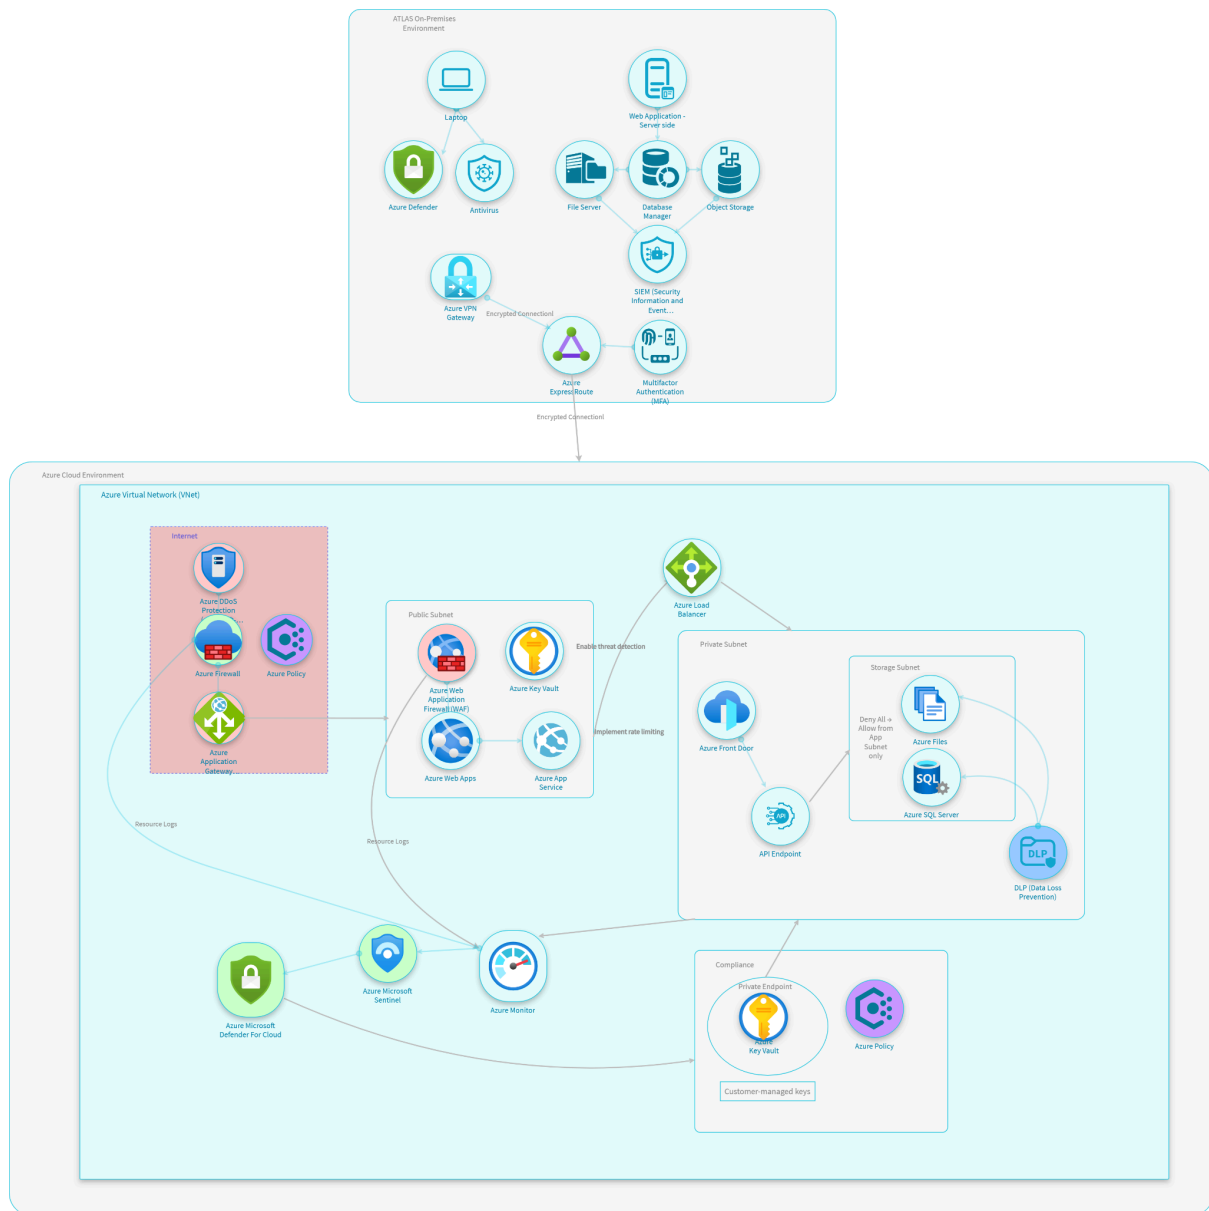 ATLAS On-Premises
Environment
Laptop
Web Application -
Server side
Azure Defender
Antivirus
File Server
Database
Manager
Object Storage
SIEM (Security
Information and
Event...
Azure VPN
Gateway
Encrypted Connectionl
Azure
ExpressRoute
Multifactor
Authentication
(MFA)
Encrypted Connectionl
Azure Cloud Environment
Azure Virtual Network (VNet)
Internet
Azure DDoS
Protection
Azure Firewall
Azure Policy
Azure
Application
Gateway...
Public Subnet
Azure Web
Application
Firewall (WAF)
Azure Key Vault
Azure Web Apps
Azure App
Service
Enable threat detection
Implement rate limiting
Azure Load
Balancer
Private Subnet
Azure Front Door
API
API Endpoint
Storage Subnet
Deny All +
Allow from
App
Subnet
only
Azure Files
SQL
Azure SQL Server
DLP
DLP (Data Loss
Prevention)
Resource Logs
Resource Logs
Azure Microsoft
Defender For Cloud
Azure Microsoft
Sentinel
Azure Monitor
Compliance
Private Endpoint
Azure
Key Vault
Azure Policy
Customer-managed keys